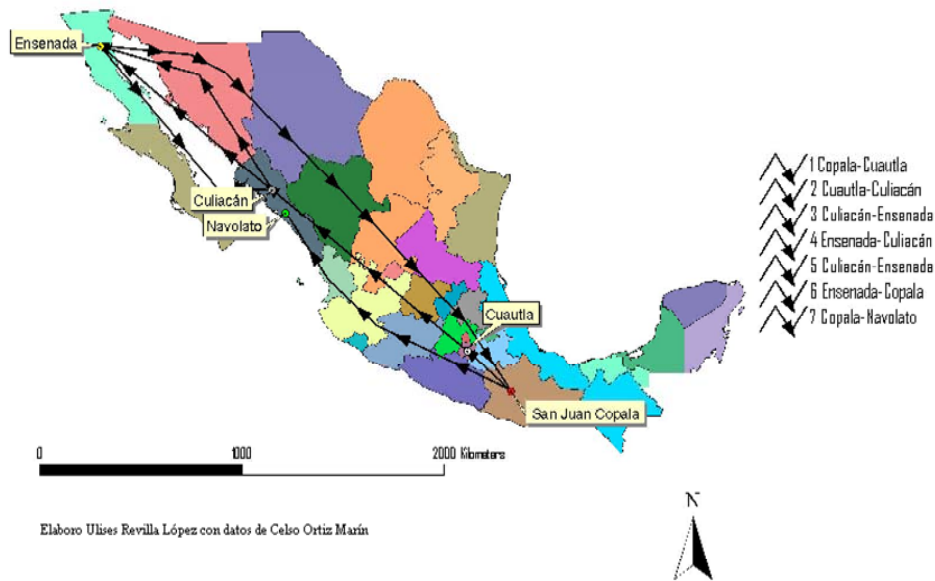 Ensenada
Culiacán
Navolato
Cuautla
San Juan Copala
1 Copala-Cuautla
2 Cuautla-Culiacán
3 Culiacán-Ensenada
4 Ensenada-Culiacán
5 Culiacán-Ensenada
6 Ensenada-Copala
7 Copala-Navolato
0 1000 2000 Kilometers
N
Elaboro Ulises Revilla López con datos de Celso Ortiz Marín